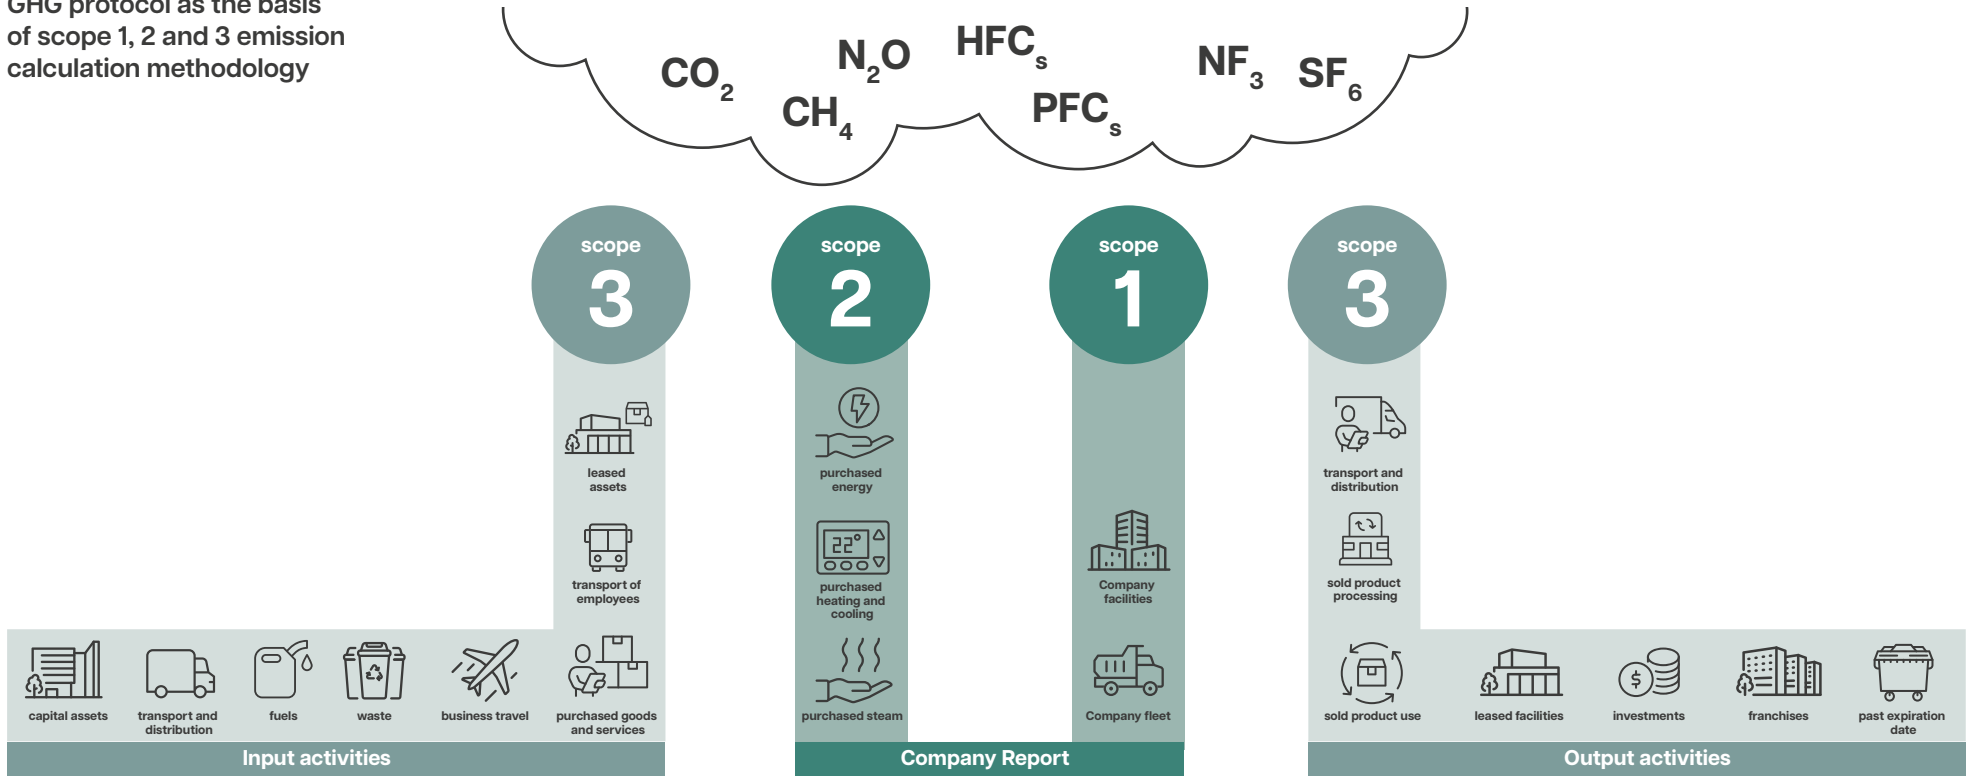 GHG protocol as the basis
of scope 1, 2 and 3 emission
calculation methodology
CO2
CH4
N2O
HFCs
PFCs
NF3
SF6
scope
3
scope
2
scope
1
scope
3
leased
assets
transport of
employees
capital assets
transport and
distribution
fuels
waste
business travel
purchased goods
and services
Input activities
purchased
energy
22°
purchased
heating and
cooling
purchased steam
Company
facilities
Company fleet
Company Report
transport and
distribution
sold product
processing
sold product use
leased facilities
$
investments
franchises
past expiration
date
Output activities